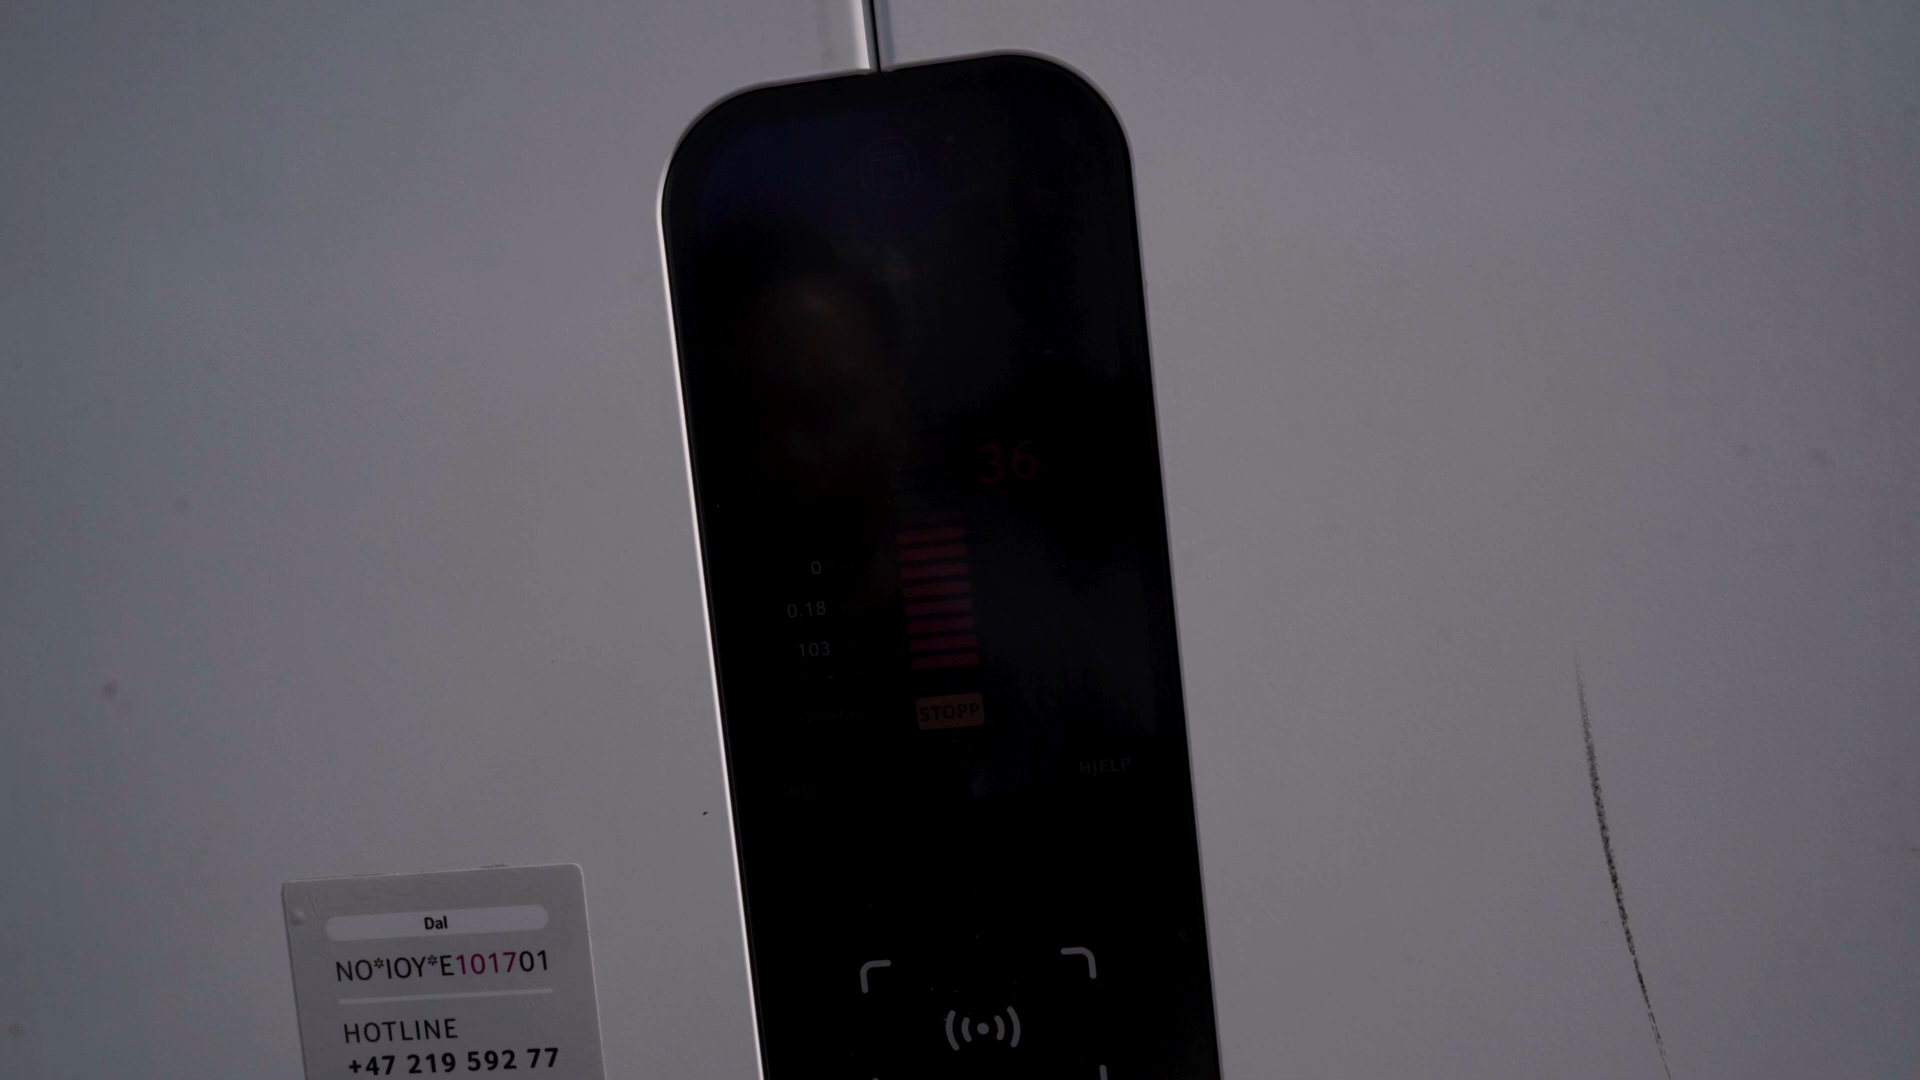 36
0
0.18
103
STOPP
HJELP
Dal
NO*IOY*E101701
HOTLINE
+47 219 592 77